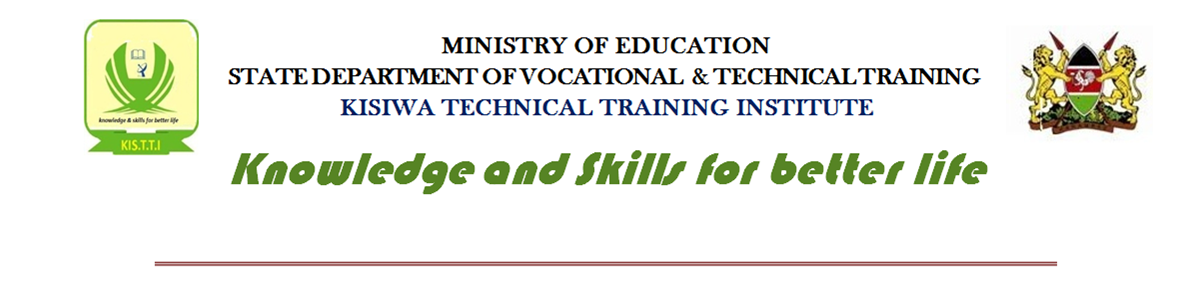 MINISTRY OF EDUCATION
STATE DEPARTMENT OF VOCATIONAL & TECHNICAL TRAINING
KISIWA TECHNICAL TRAINING INSTITUTE
Knowledge and Skills for better life
knowledge & skills for better life
KIS.T.T.I